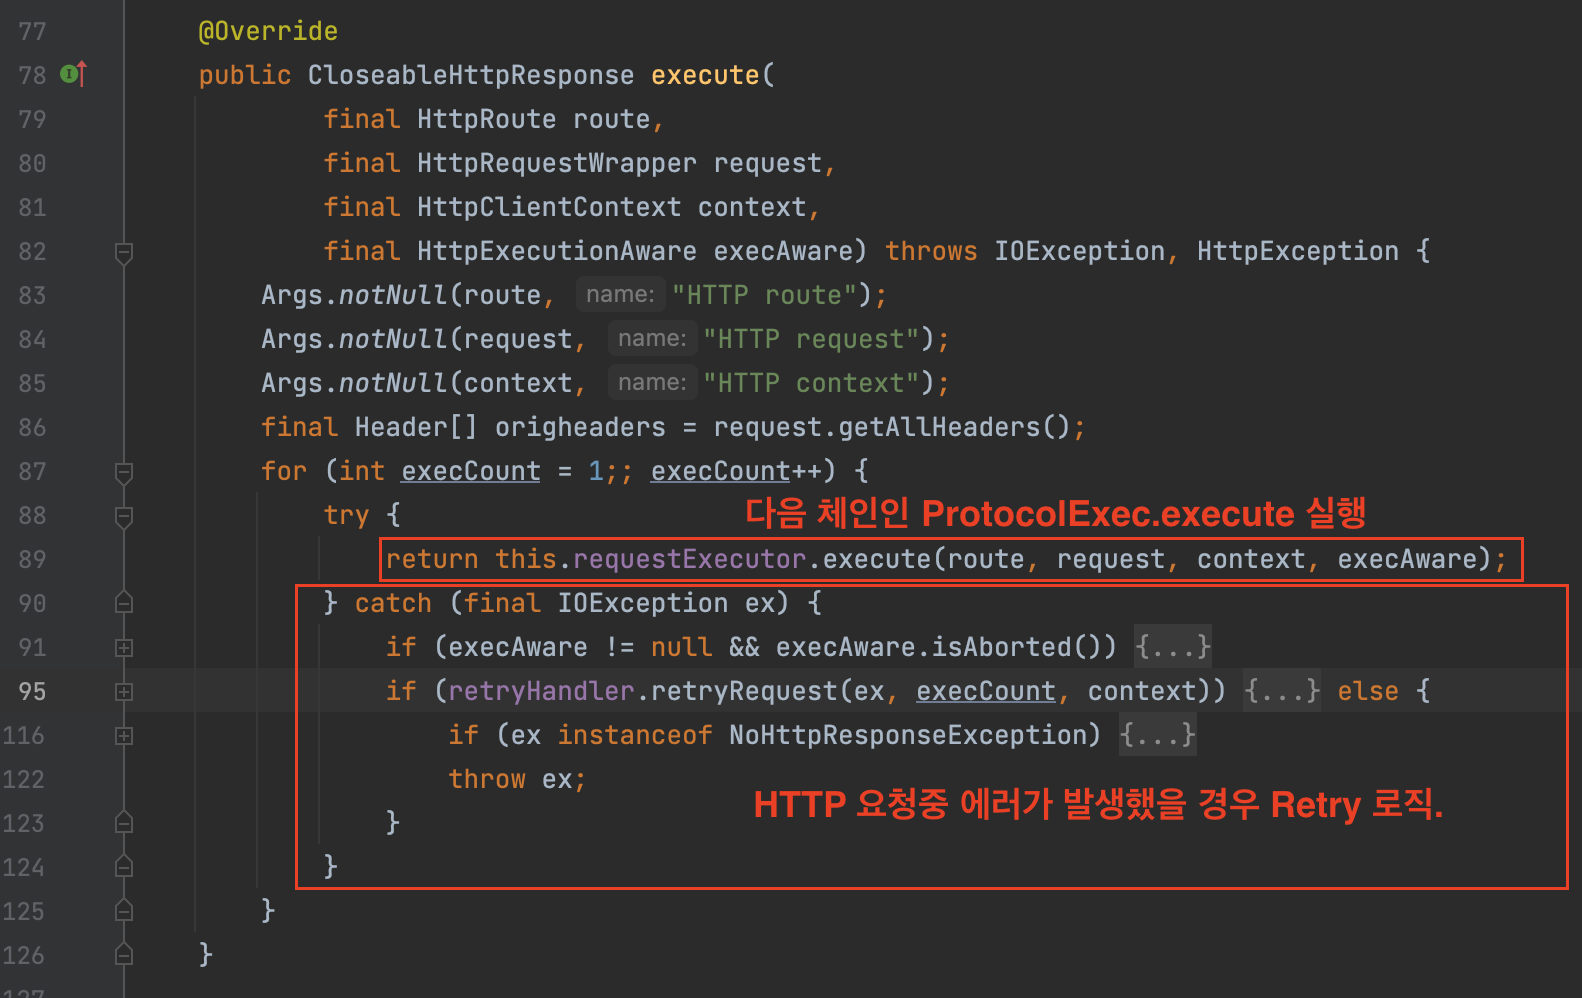 77 @Override
78 public CloseableHttpResponse execute(
79 final HttpRoute route,
80 final HttpRequestWrapper request,
81 final HttpClientContext context,
82 final HttpExecutionAware execAware) throws IOException, HttpException {
83 Args.notNull(route, name: "HTTP route");
84 Args.notNull(request, name: "HTTP request");
85 Args.notNull(context, name: "HTTP context");
86 final Header[] origheaders = request.getAllHeaders();
87 for (int execCount = 1;; execCount++) {
88 try {
다음 체인인 ProtocolExec.execute 실행
89 return this.requestExecutor.execute(route, request, context, execAware);
90 } catch (final IOException ex) {
91 if (execAware != null && execAware.isAborted()) {...}
95 if (retryHandler.retryRequest(ex, execCount, context)) {...} else {
116 if (ex instanceof NoHttpResponseException) {...}
122 throw ex;
HTTP 요청중 에러가 발생했을 경우 Retry 로직.
123 }
124 }
125 }
126 }
127